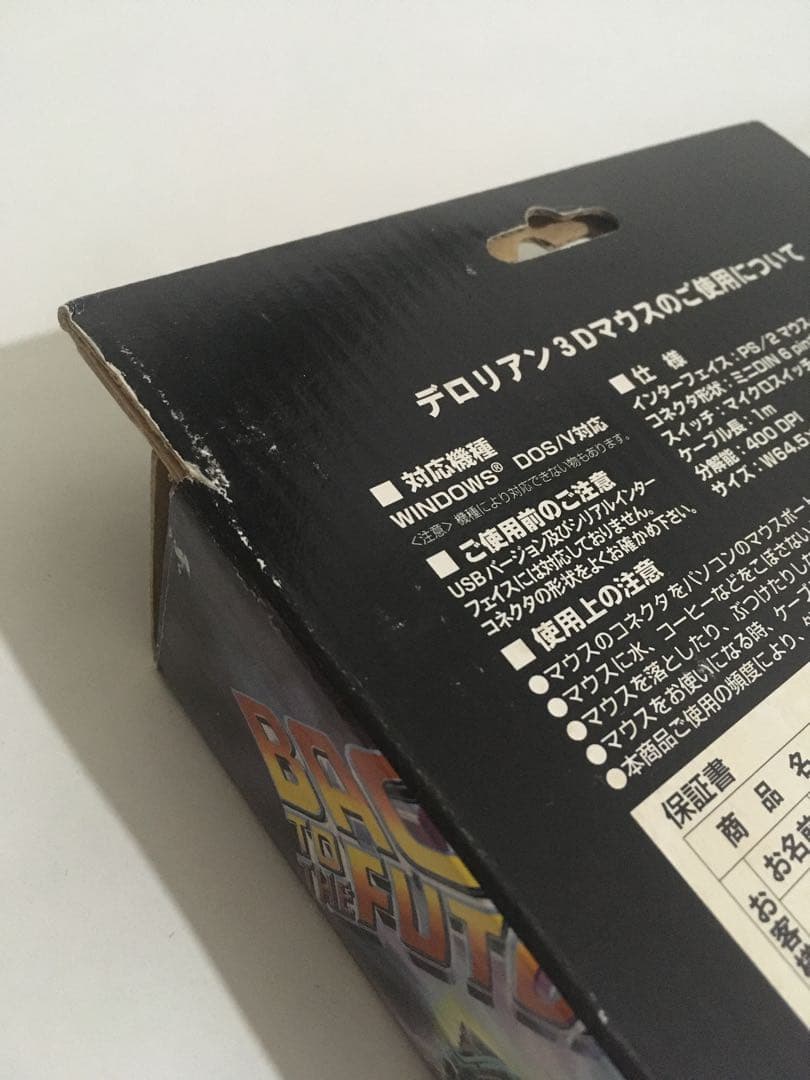 デロリアン3Dマウスのご使用について
■対応機種
WINDOWS® DOS/V対応
〈注意〉機種により対応できない物もあります。
■ご使用前のご注意
USBバージョン及びシリアルインター
フェイスには対応しておりません。
コネクタの形状をよくお確かめ下さい。
■使用上の注意
●マウスのコネクタをパソコンのマウスポー
●マウスに水、コーヒーなどをこぼさない
●マウスを落としたり、ぶつけたりした
●マウスをお使いになる時、ケー
●本商品ご使用の頻度により、
■仕様
インターフェイス:PS/2 マウス
コネクタ形状:ミニDIN 6 pin
スイッチ:マイクロスイッチ
ケーブル長:1m
分解能:400 DPI
サイズ:W64.5
保証書
商品名
お名前
お客様
BAC
TO
THE FUTU